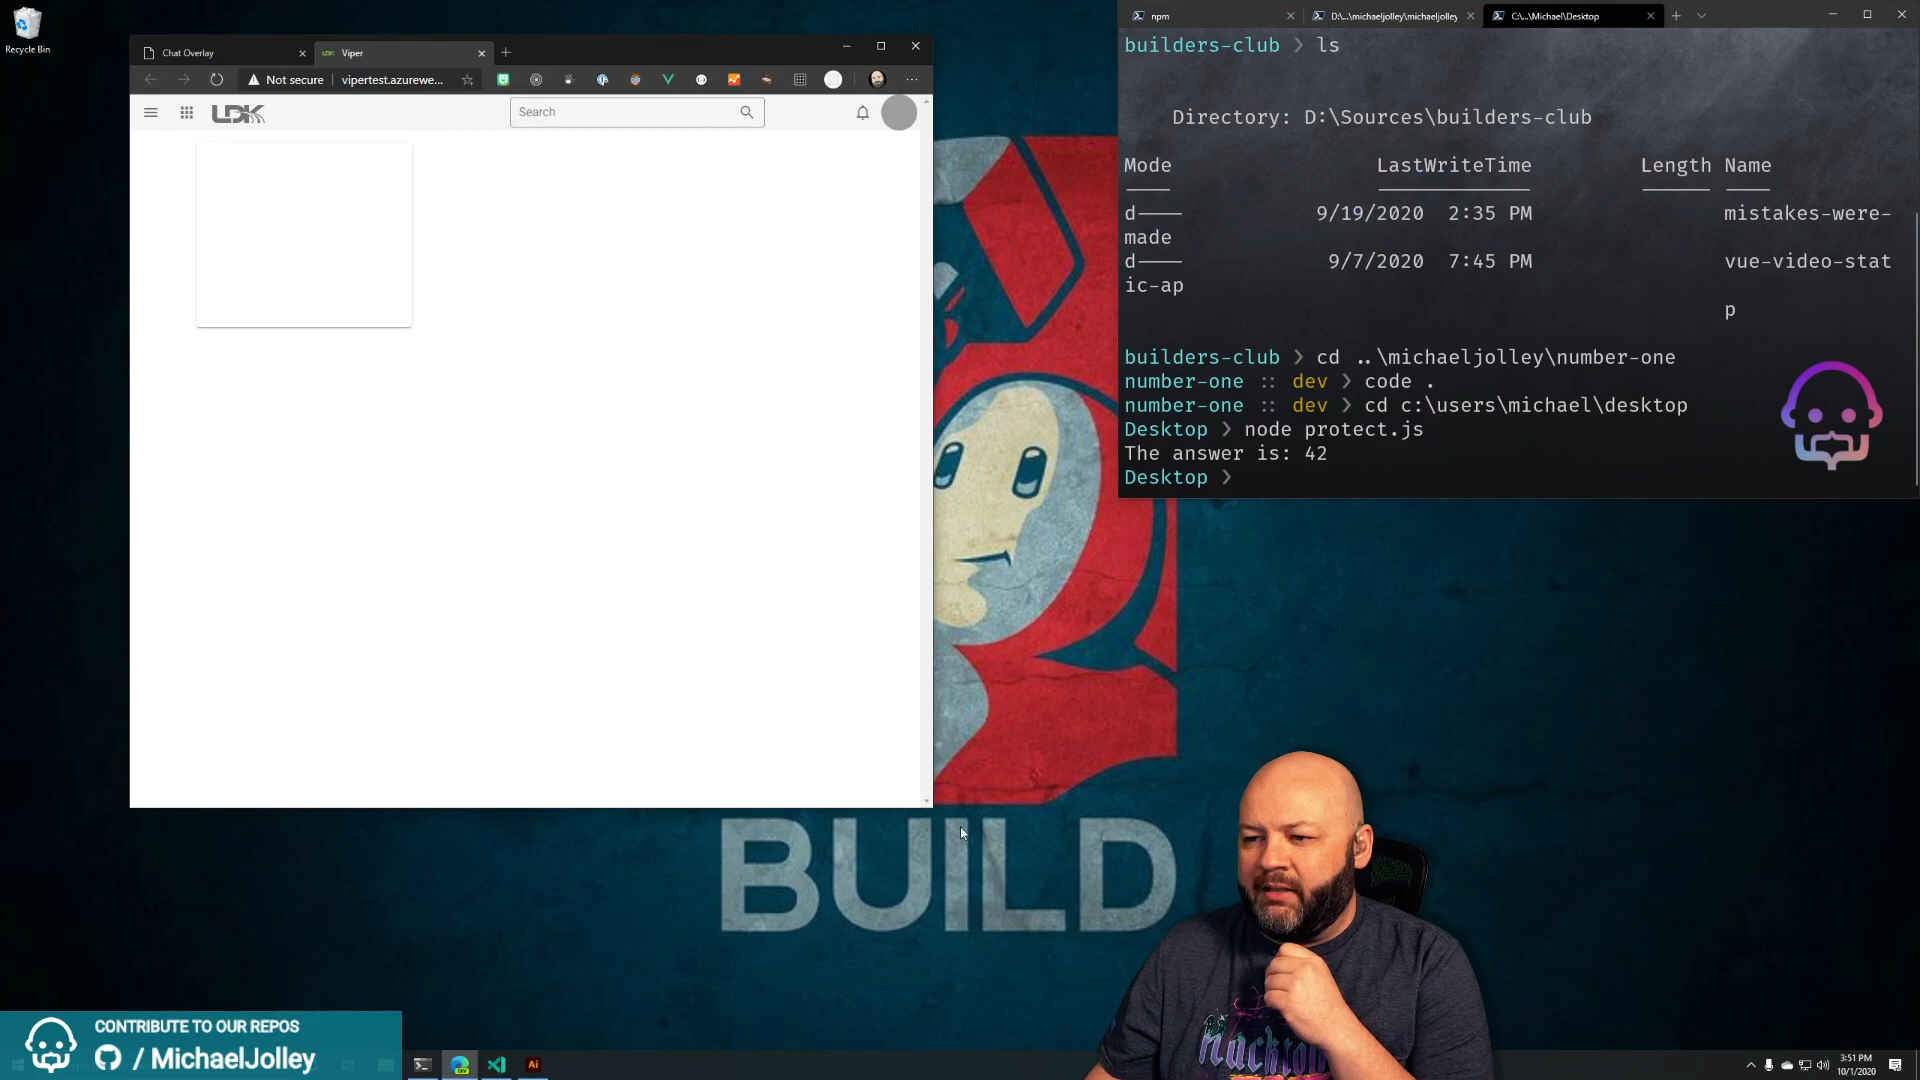 Recycle Bin
Chat Overlay
Viper
Not secure
vipertest.azurewe...
LDK
Search
npm
D:\...\michaeljolley\michaeljolley
C:\...\Michael\Desktop
builders-club ❯ ls
Directory: D:\Sources\builders-club
Mode LastWriteTime Length Name
d---- 9/19/2020 2:35 PM mistakes-were-
made
d---- 9/7/2020 7:45 PM vue-video-stat
ic-ap
p
builders-club ❯ cd ..\michaeljolley\number-one
number-one :: dev ❯ code .
number-one :: dev ❯ cd c:\users\michael\desktop
Desktop ❯ node protect.js
The answer is: 42
Desktop ❯
BUILD
CONTRIBUTE TO OUR REPOS
/ MichaelJolley
Ai
3:51 PM
10/1/2020